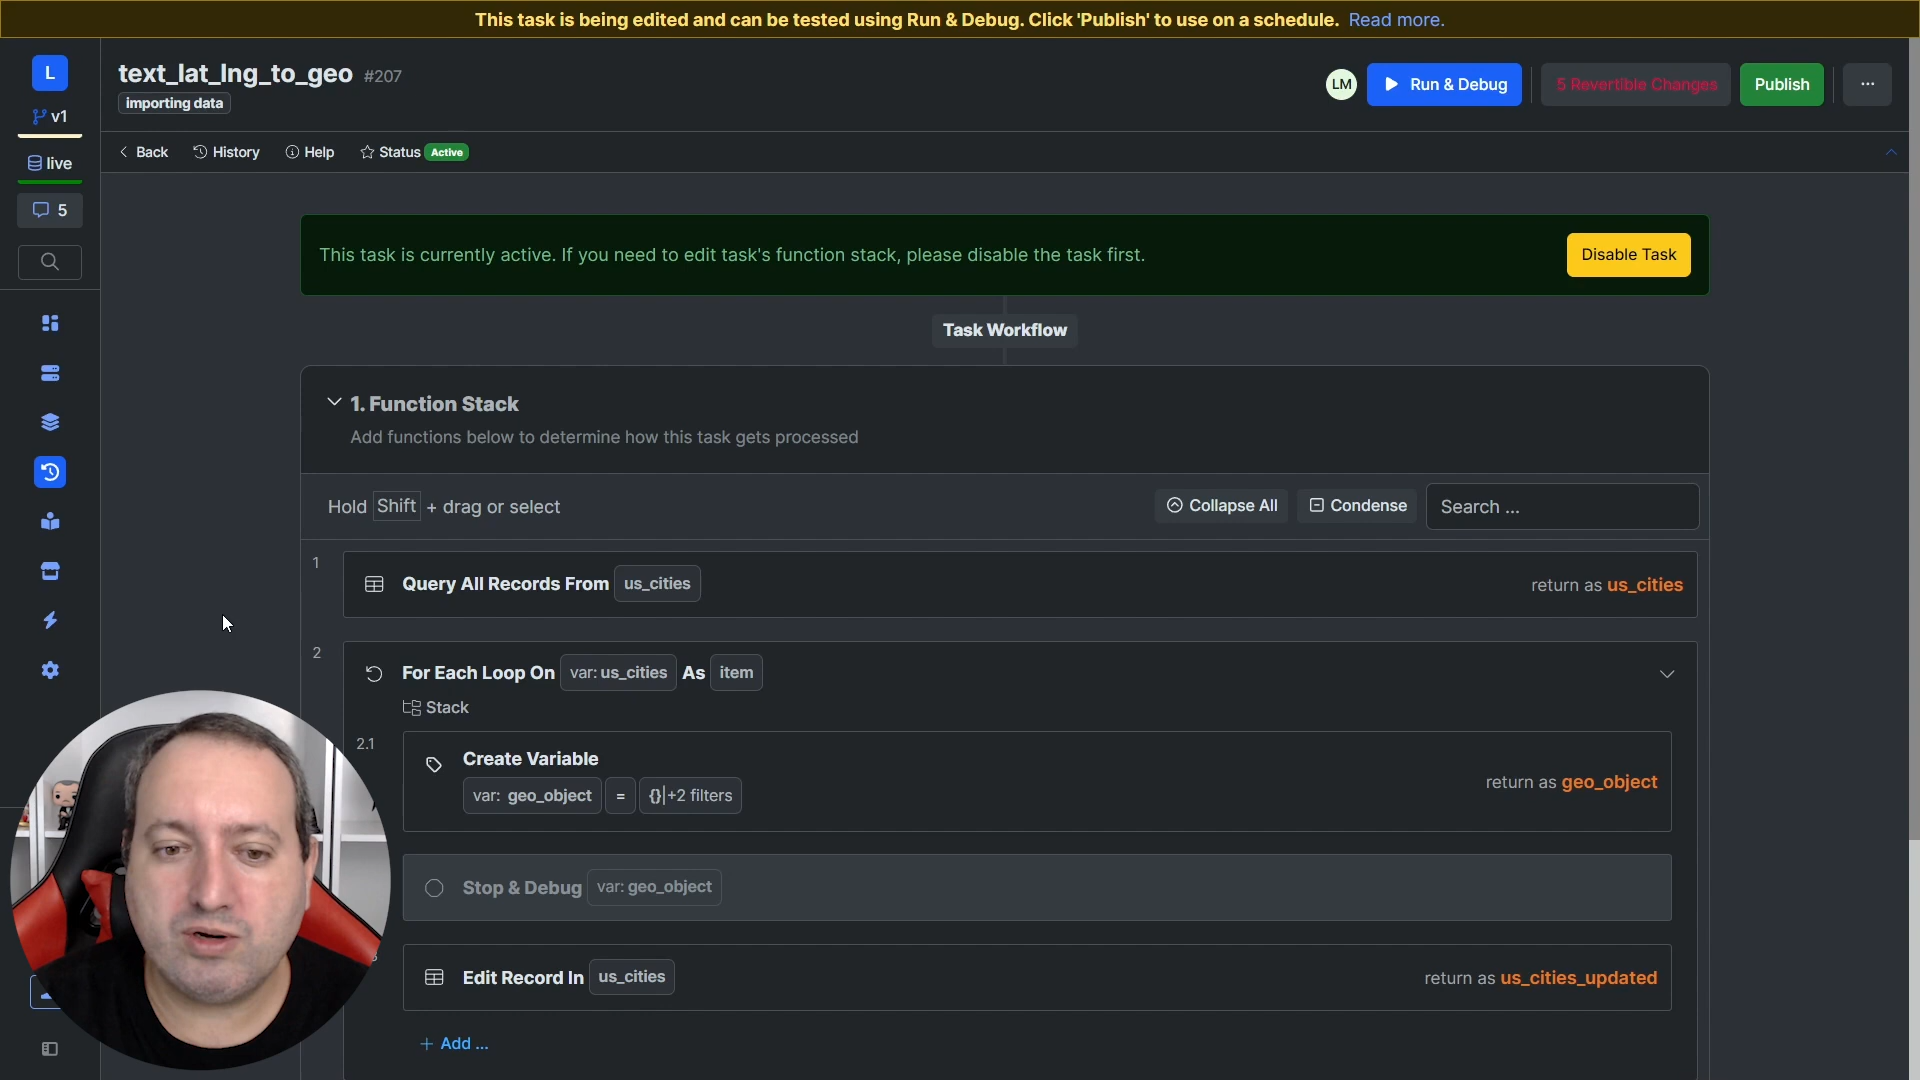 This task is being edited and can be tested using Run & Debug. Click 'Publish' to use on a schedule. Read more.
L
text_lat_lng_to_geo #207
importing data
LM
Run & Debug
5 Revertible Changes
Publish
v1
live
5
Back
History
Help
Status Active
This task is currently active. If you need to edit task's function stack, please disable the task first.
Disable Task
Task Workflow
1. Function Stack
Add functions below to determine how this task gets processed
Hold Shift + drag or select
Collapse All
Condense
Search ...
1
Query All Records From us_cities
return as us_cities
2
For Each Loop On var: us_cities As item
Stack
2.1
Create Variable
var: geo_object = {}|+2 filters
return as geo_object
Stop & Debug var: geo_object
Edit Record In us_cities
return as us_cities_updated
+ Add ...